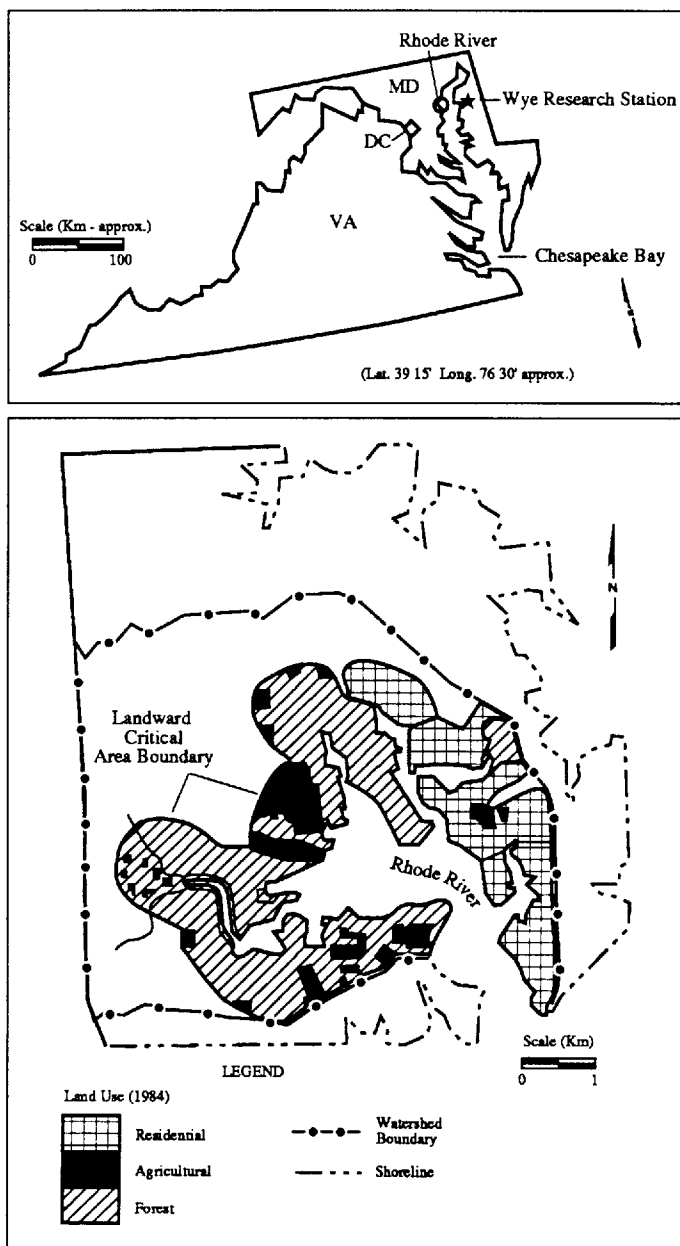 Rhode River
MD
Wye Research Station
DC
VA
Scale (Km - approx.)
0 100
Chesapeake Bay
(Lat. 39 15' Long. 76 30' approx.)
N
Landward
Critical
Area Boundary
Rhode River
Scale (Km)
0 1
LEGEND
Land Use (1984)
Residential
Agricultural
Forest
Watershed
Boundary
Shoreline